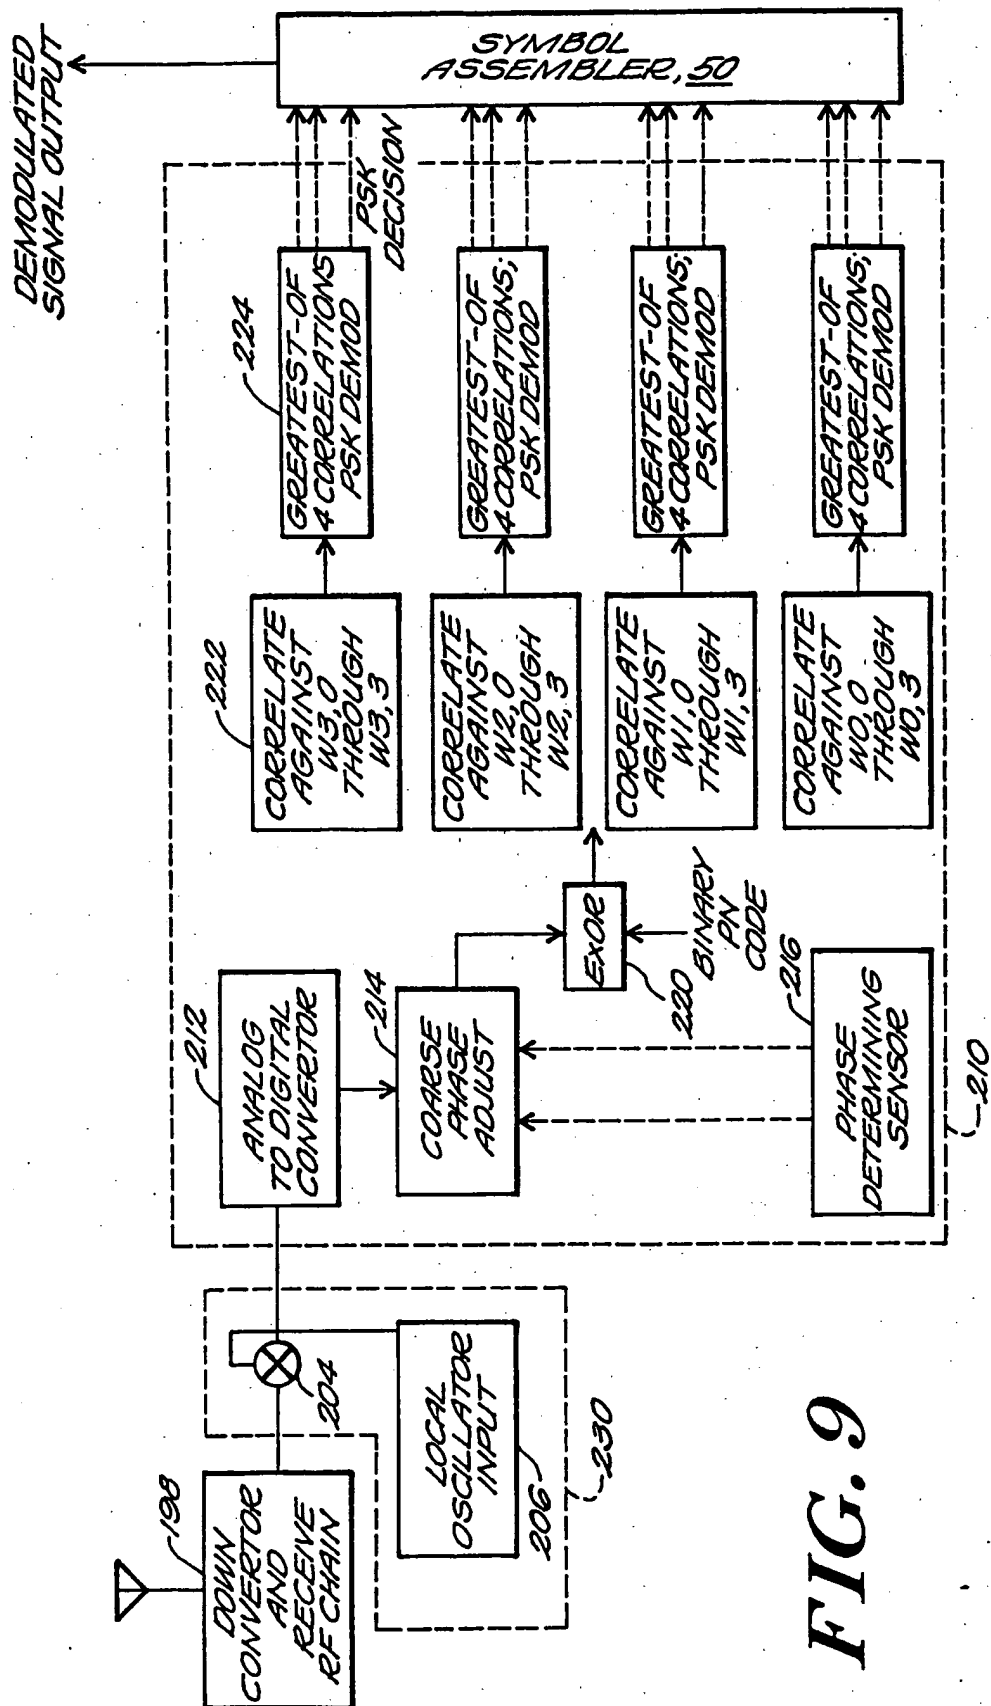 DEMODULATED
SIGNAL OUTPUT
SYMBOL
ASSEMBLER, 50
PSK
DECISION
224
GREATEST-OF
4 CORRELATIONS
PSK DEMOD
GREATEST-OF
4 CORRELATIONS;
PSK DEMOD
GREATEST-OF
4 CORRELATIONS;
PSK DEMOD
GREATEST-OF
4 CORRELATIONS;
PSK DEMOD
222
CORRELATE
AGAINST
W3,0
THROUGH
W3,3
CORRELATE
AGAINST
W2,0
THROUGH
W2,3
CORRELATE
AGAINST
W1,0
THROUGH
W1,3
CORRELATE
AGAINST
W0,0
THROUGH
W0,3
EXOR
220
BINARY
PN
CODE
212
ANALOG
TO DIGITAL
CONVERTOR
214
COARSE
PHASE
ADJUST
216
PHASE
DETERMINING
SENSOR
210
204
LOCAL
OSCILLATOR
INPUT
206
230
198
DOWN
CONVERTOR
AND
RECEIVE
RF CHAIN
FIG. 9